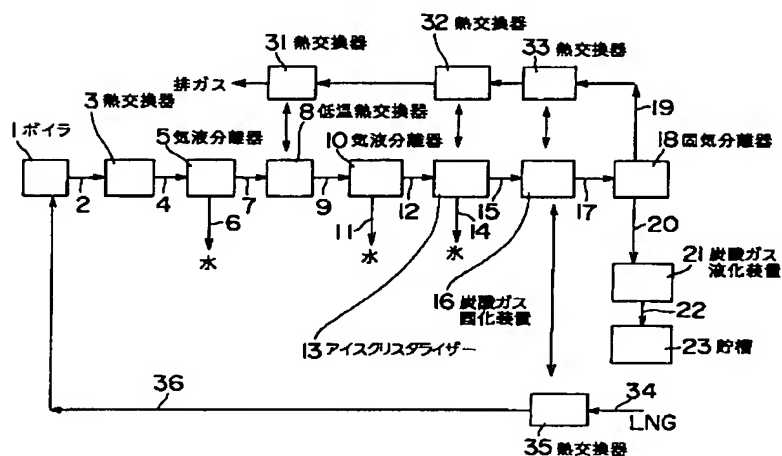 31 熱交換器
32 熱交換器
33 熱交換器
排ガス
3 熱交換器
8 低温熱交換器
19
1 ボイラ
5 気液分離器
10 気液分離器
18 固気分離器
2
4
7
9
12
15
17
6
11
14
20
水
水
氷
16 炭酸ガス
固化装置
21 炭酸ガス
液化装置
22
13 アイスクリスタライザー
23 貯槽
36
34
LNG
35 熱交換器